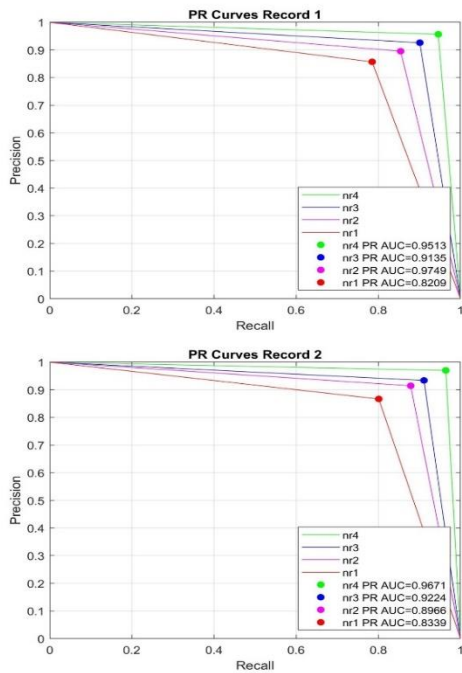 PR Curves Record 1
1
0.9
0.8
0.7
0.6
0.5
0.4
0.3
0.2
0.1
0
Precision
nr4
nr3
nr2
nr1
nr4 PR AUC=0.9513
nr3 PR AUC=0.9135
nr2 PR AUC=0.9749
nr1 PR AUC=0.8209
0 0.2 0.4 0.6 0.8 1
Recall
PR Curves Record 2
1
0.9
0.8
0.7
0.6
0.5
0.4
0.3
0.2
0.1
0
Precision
nr4
nr3
nr2
nr1
nr4 PR AUC=0.9671
nr3 PR AUC=0.9224
nr2 PR AUC=0.8966
nr1 PR AUC=0.8339
0 0.2 0.4 0.6 0.8 1
Recall